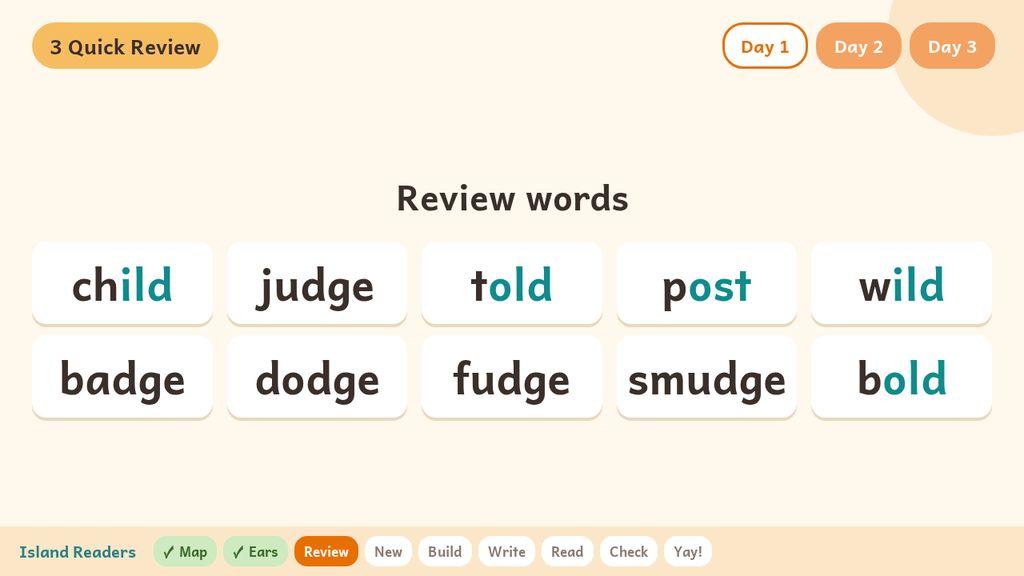 3 Quick Review
Day 1 Day 2 Day 3
Review words
child judge told post wild
badge dodge fudge smudge bold
Island Readers ✓ Map ✓ Ears Review New Build Write Read Check Yay!